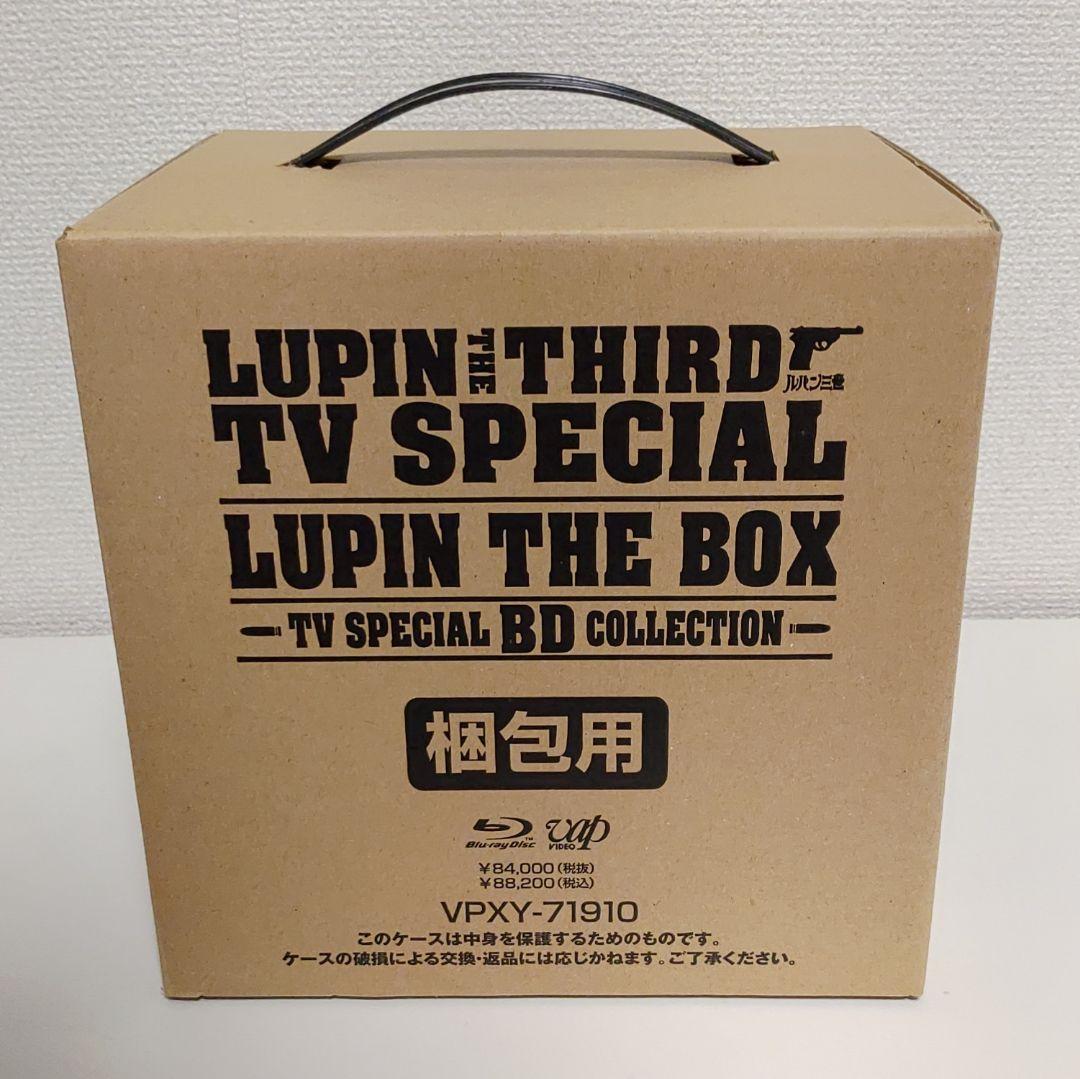 LUPIN THE THIRD
ルパン三世
TV SPECIAL
LUPIN THE BOX
TV SPECIAL BD COLLECTION
梱包用
Blu-ray Disc™ vap VIDEO
¥84,000(税抜)
¥88,200(税込)
VPXY-71910
このケースは中身を保護するためのものです。
ケースの破損による交換・返品には応じかねます。ご了承ください。